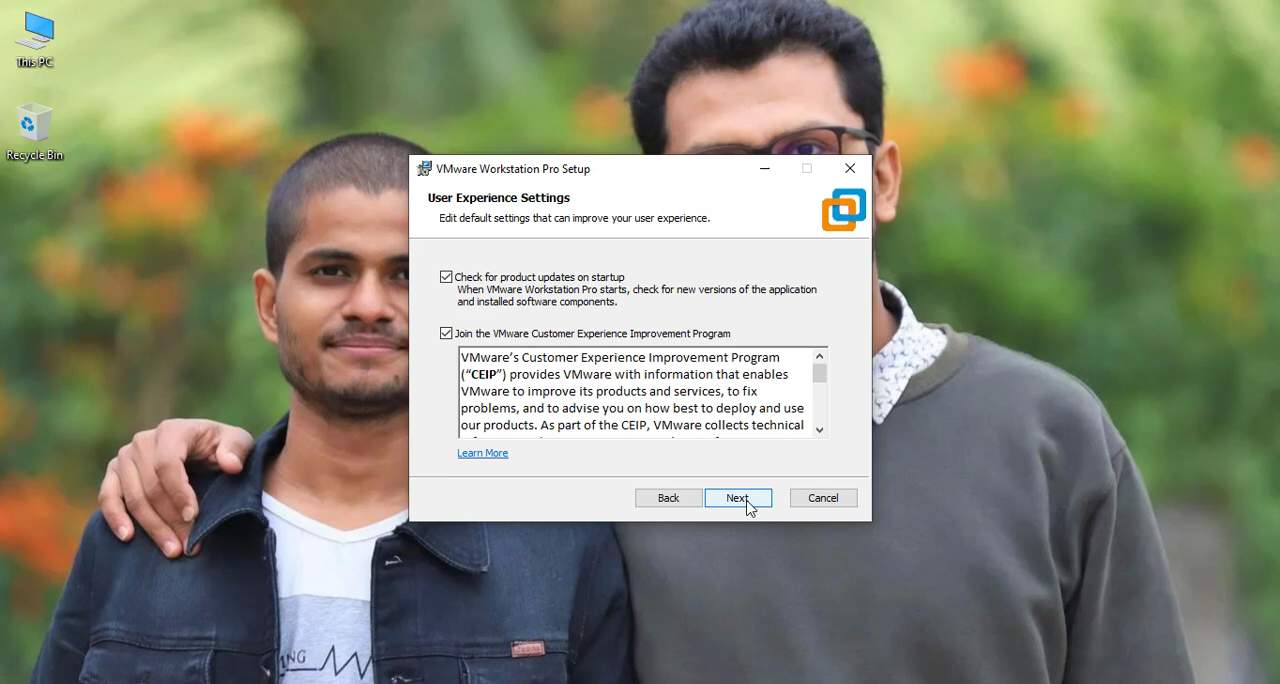 This PC
Recycle Bin
VMware Workstation Pro Setup
User Experience Settings
Edit default settings that can improve your user experience.
Check for product updates on startup
When VMware Workstation Pro starts, check for new versions of the application
and installed software components.
Join the VMware Customer Experience Improvement Program
VMware's Customer Experience Improvement Program
(“CEIP”) provides VMware with information that enables
VMware to improve its products and services, to fix
problems, and to advise you on how best to deploy and use
our products. As part of the CEIP, VMware collects technical
Learn More
Back
Next
Cancel